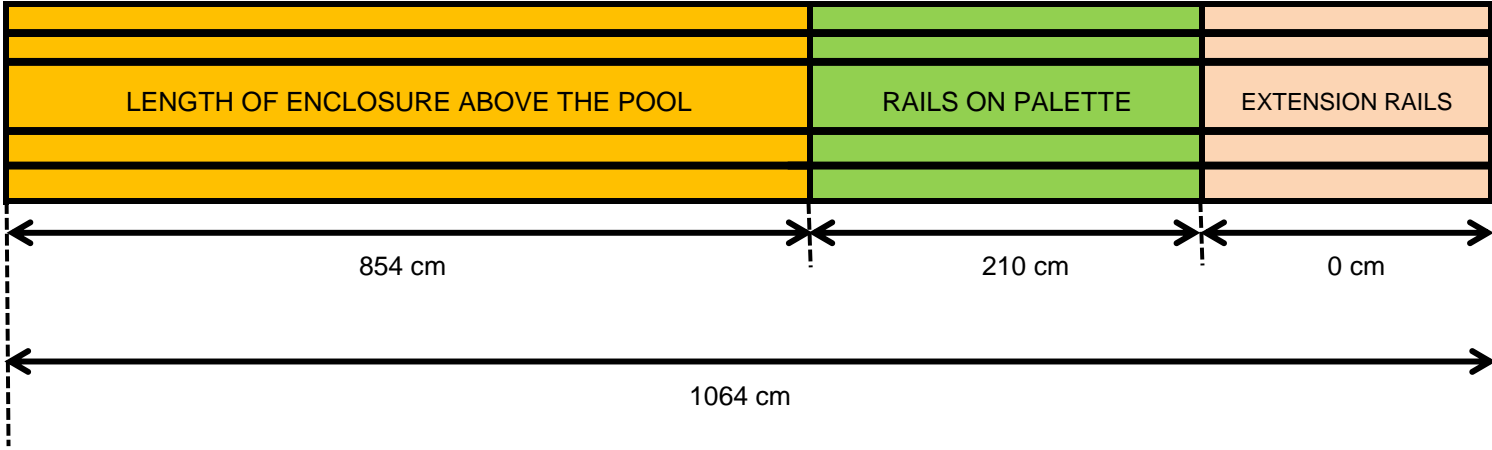 LENGTH OF ENCLOSURE ABOVE THE POOL
RAILS ON PALETTE
EXTENSION RAILS
854 cm
210 cm
0 cm
1064 cm